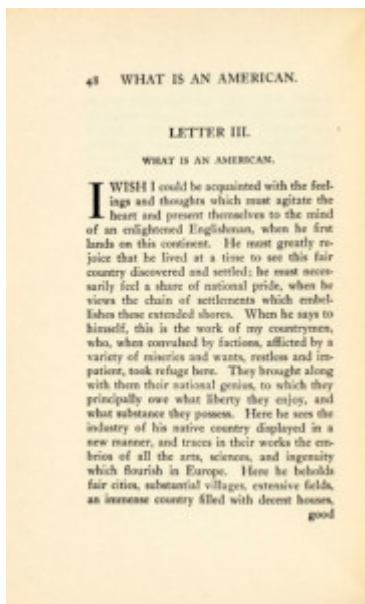 48 WHAT IS AN AMERICAN.
LETTER III.
WHAT IS AN AMERICAN.
I WISH I could be acquainted with the feel-
ings and thoughts which must agitate the
heart and present themselves to the mind
of an enlightened Englishman, when he first
lands on this continent. He must greatly re-
joice that he lived at a time to see this fair
country discovered and settled; he must neces-
sarily feel a share of national pride, when he
views the chain of settlements which embel-
lishes these extended shores. When he says to
himself, this is the work of my countrymen,
who, when convulsed by factions, afflicted by a
variety of miseries and wants, restless and im-
patient, took refuge here. They brought along
with them their national genius, to which they
principally owe what liberty they enjoy, and
what substance they possess. Here he sees the
industry of his native country displayed in a
new manner, and traces in their works the em-
brios of all the arts, sciences, and ingenuity
which flourish in Europe. Here he beholds
fair cities, substantial villages, extensive fields,
an immense country filled with decent houses,
good